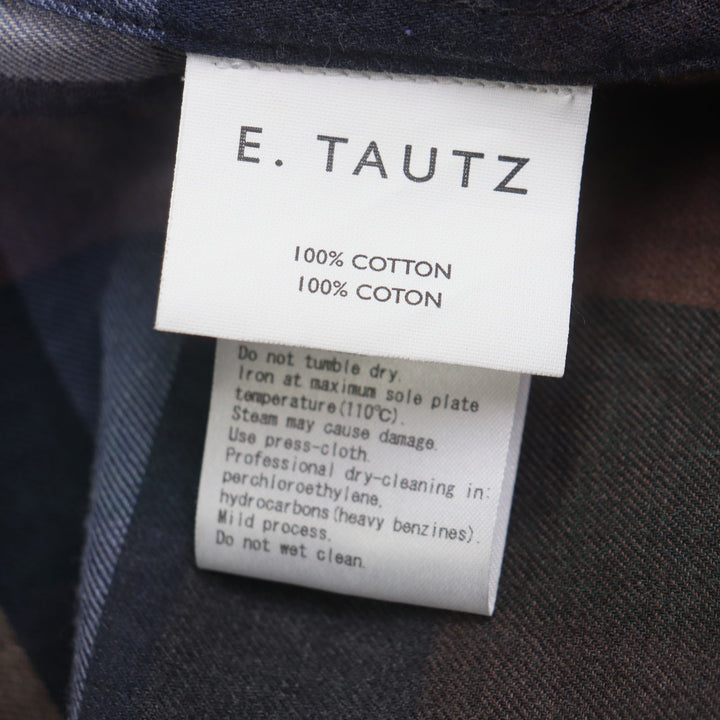 E. TAUTZ
100% COTTON
100% COTON
Do not tumble dry.
Iron at maximum sole plate
temperature(110℃).
Steam may cause damage.
Use press-cloth.
Professional dry-cleaning in:
perchloroethylene,
hydrocarbons(heavy benzines).
Mild process.
Do not wet clean.